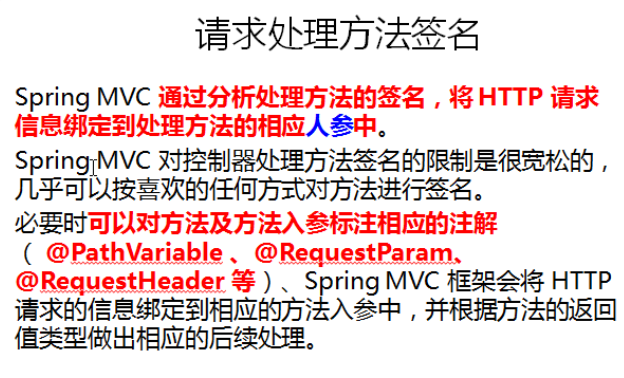 请求处理方法签名
Spring MVC 通过分析处理方法的签名，将 HTTP 请求
信息绑定到处理方法的相应人参中。
Spring MVC 对控制器处理方法签名的限制是很宽松的，
几乎可以按喜欢的任何方式对方法进行签名。
必要时可以对方法及方法入参标注相应的注解
（ @PathVariable 、@RequestParam、
@RequestHeader 等）、Spring MVC 框架会将 HTTP
请求的信息绑定到相应的方法入参中，并根据方法的返回
值类型做出相应的后续处理。